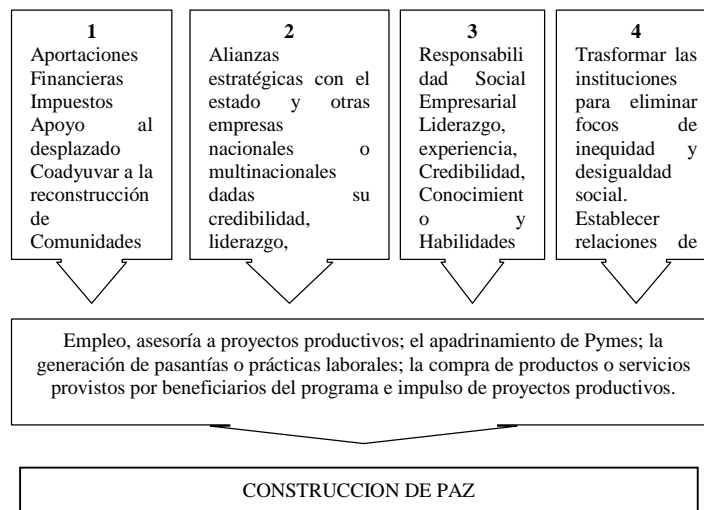 1
Aportaciones
Financieras
Impuestos
Apoyo al
desplazado
Coadyuvar a la
reconstrucción
de
Comunidades
2
Alianzas
estratégicas con el
estado y otras
empresas
nacionales o
multinacionales
dadas su
credibilidad,
liderazgo,
3
Responsabili
dad Social
Empresarial
Liderazgo,
experiencia,
Credibilidad,
Conocimient
o y
Habilidades
4
Trasformar las
instituciones
para eliminar
focos de
inequidad y
desigualdad
social.
Establecer
relaciones de
Empleo, asesoría a proyectos productivos; el apadrinamiento de Pymes; la
generación de pasantías o prácticas laborales; la compra de productos o servicios
provistos por beneficiarios del programa e impulso de proyectos productivos.
CONSTRUCCION DE PAZ